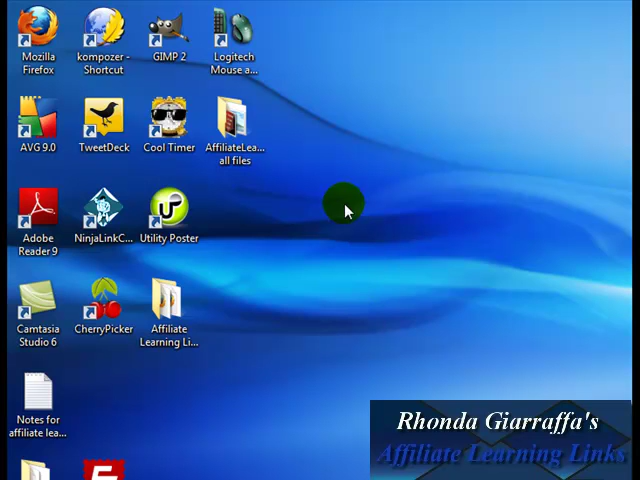 Mozilla
Firefox
kompozer -
Shortcut
GIMP 2
Logitech
Mouse a...
AVG 9.0
TweetDeck
Cool Timer
AffiliateLea...
all files
Adobe
Reader 9
NinjaLinkC...
Utility Poster
Camtasia
Studio 6
CherryPicker
Affiliate
Learning Li...
Notes for
affiliate lea...
Rhonda Giarraffa's
Affiliate Learning Links